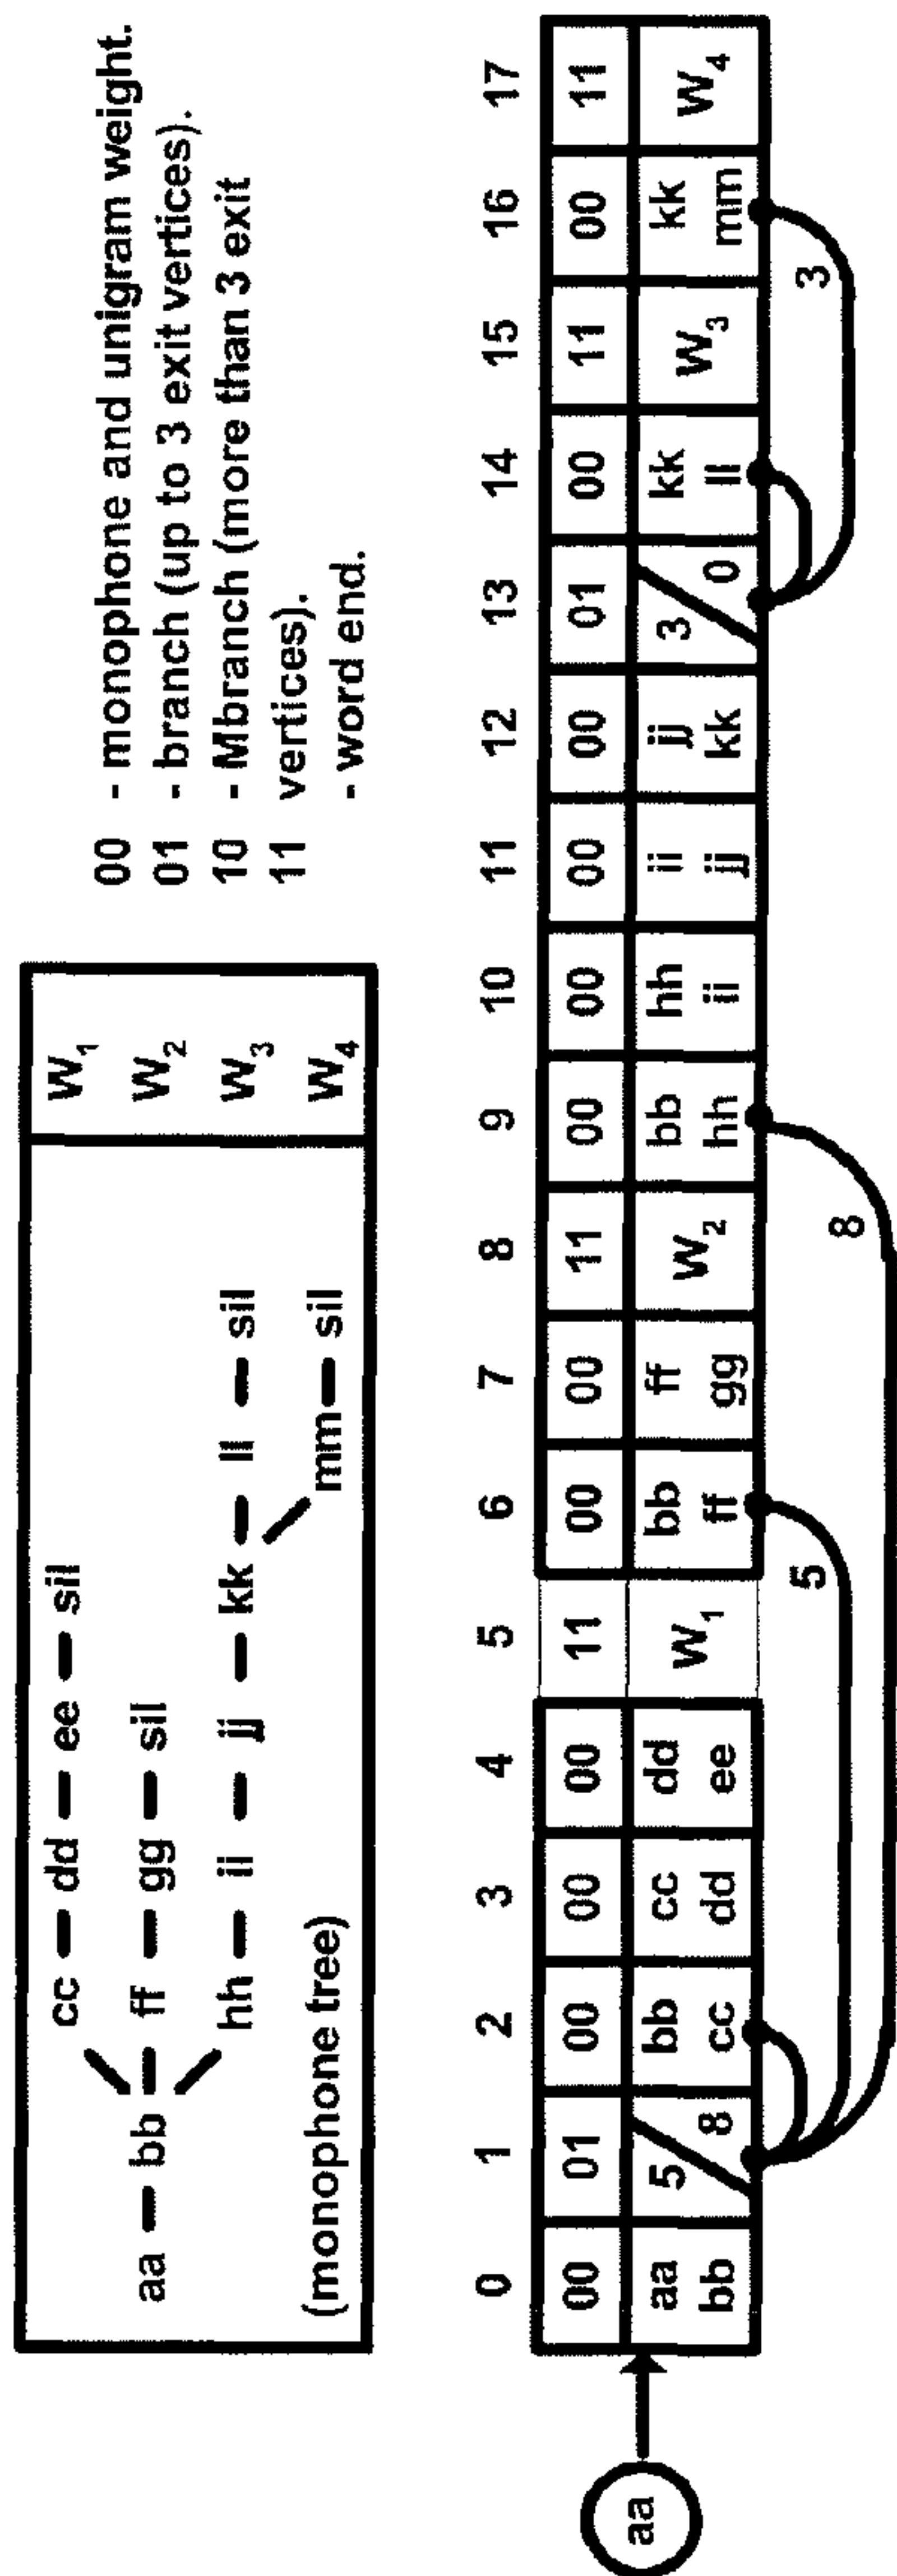 cc dd ee sil W1
aa bb ff gg sil W2
hh ii jj kk ll sil W3
(monophone tree) mm sil W4
00 - monophone and unigram weight.
01 - branch (up to 3 exit vertices).
10 - Mbranch (more than 3 exit
11 vertices).
- word end.
0 1 2 3 4 5 6 7 8 9 10 11 12 13 14 15 16 17
00 01 00 00 00 11 00 00 11 00 00 00 00 01 00 11 00 11
aa aa 5 bb cc dd W1 bb ff W2 bb hh ii jj 3 kk W3 kk W4
bb 8 cc dd ee ff gg hh ii jj kk 0 ll mm
5 3
8